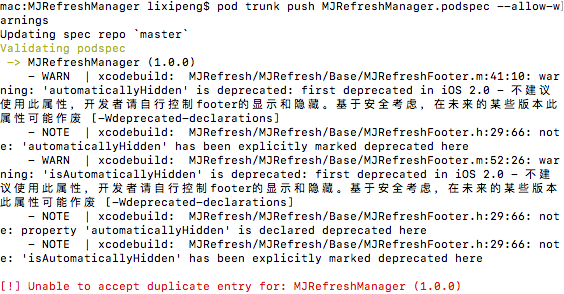 mac:MJRefreshManager lixipeng$ pod trunk push MJRefreshManager.podspec --allow-w
arnings
Updating spec repo `master`
Validating podspec
 -> MJRefreshManager (1.0.0)
    - WARN  | xcodebuild:  MJRefresh/MJRefresh/Base/MJRefreshFooter.m:41:10: war
ning: 'automaticallyHidden' is deprecated: first deprecated in iOS 2.0 - 不建议
使用此属性，开发者请自行控制footer的显示和隐藏。基于安全考虑，在未来的某些版本此
属性可能作废 [-Wdeprecated-declarations]
    - NOTE  | xcodebuild:  MJRefresh/MJRefresh/Base/MJRefreshFooter.h:29:66: not
e: 'automaticallyHidden' has been explicitly marked deprecated here
    - WARN  | xcodebuild:  MJRefresh/MJRefresh/Base/MJRefreshFooter.m:52:26: war
ning: 'isAutomaticallyHidden' is deprecated: first deprecated in iOS 2.0 - 不建
议使用此属性，开发者请自行控制footer的显示和隐藏。基于安全考虑，在未来的某些版本
此属性可能作废 [-Wdeprecated-declarations]
    - NOTE  | xcodebuild:  MJRefresh/MJRefresh/Base/MJRefreshFooter.h:29:66: not
e: property 'automaticallyHidden' is declared deprecated here
    - NOTE  | xcodebuild:  MJRefresh/MJRefresh/Base/MJRefreshFooter.h:29:66: not
e: 'isAutomaticallyHidden' has been explicitly marked deprecated here
[!] Unable to accept duplicate entry for: MJRefreshManager (1.0.0)